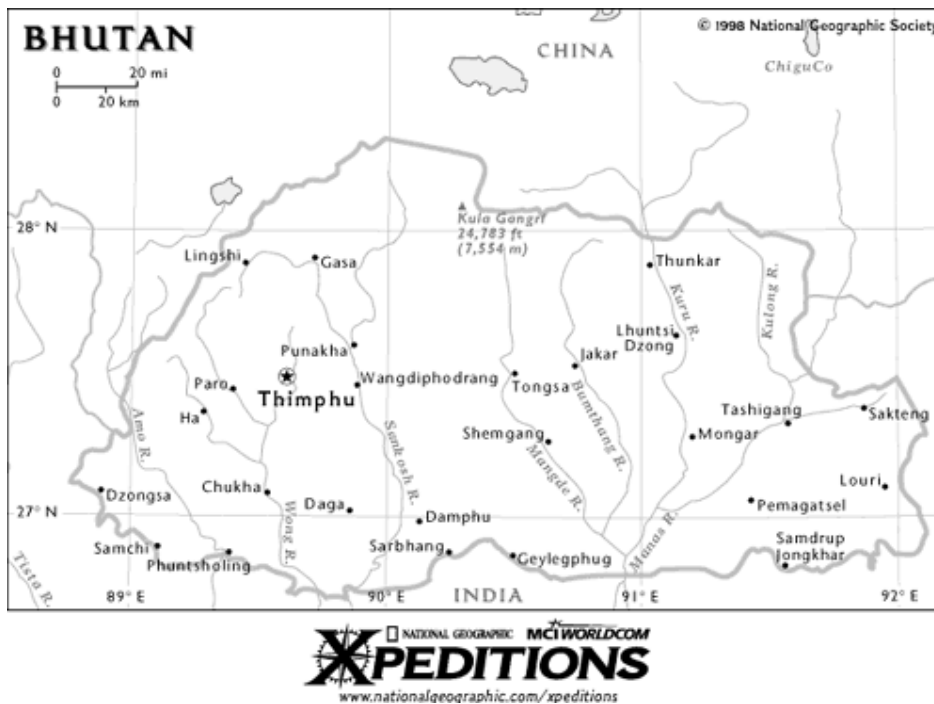 BHUTAN
© 1998 National Geographic Society
0 20 mi
0 20 km
CHINA
ChiguCo
28° N
Kula Gangri
24,783 ft
(7,554 m)
Lingshi
Gasa
Thunkar
Kuru R.
Kulong R.
Lhuntsi
Dzong
Punakha
Jakar
Paro
Thimphu
Wangdiphodrang
Tongsa
Ha
Bumthang R.
Tashigang
Sakteng
Amo R.
Sankosh R.
Shemgang
Mongar
Mangde R.
Dzongsa
Chukha
Daga
Louri
Pemagatsel
27° N
Wong R.
Damphu
Manas R.
Samchi
Phuntsholing
Sarbhang
Geylegphug
Samdrup
Jongkhar
Tista R.
89° E
90° E
INDIA
91° E
92° E
NATIONAL GEOGRAPHIC MCI WORLDCOM
XPEDITIONS
www.nationalgeographic.com/xpeditions